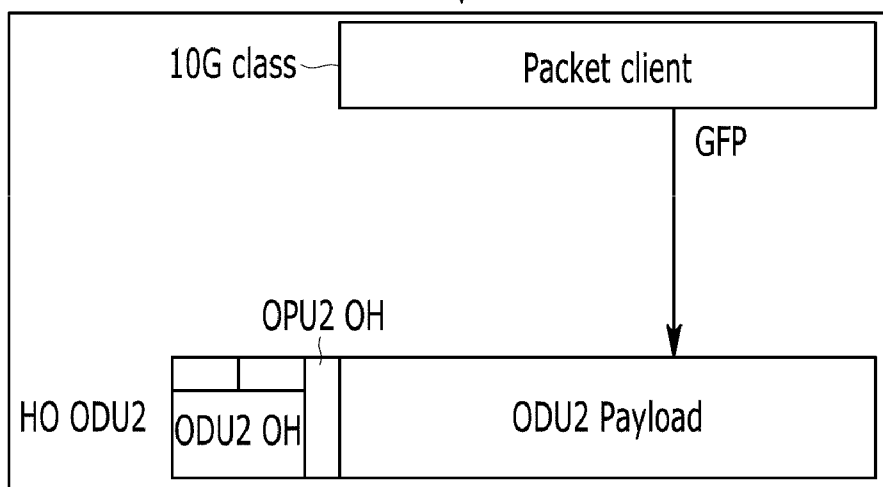 10G class
Packet client
GFP
OPU2 OH
HO ODU2
ODU2 OH
ODU2 Payload